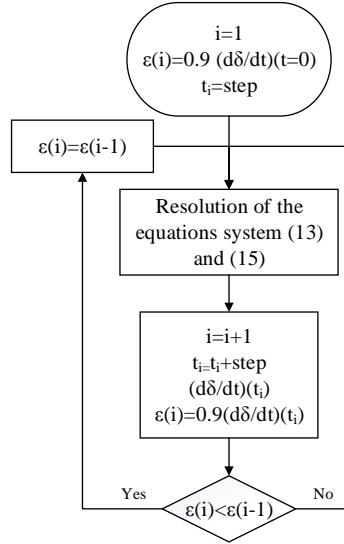 i=1
ε(i)=0.9 (dδ/dt)(t=0)
tᵢ=step
ε(i)=ε(i-1)
Resolution of the
equations system (13)
and (15)
i=i+1
tᵢ₌tᵢ+step
(dδ/dt)(tᵢ)
ε(i)=0.9(dδ/dt)(tᵢ)
Yes
ε(i)<ε(i-1)
No